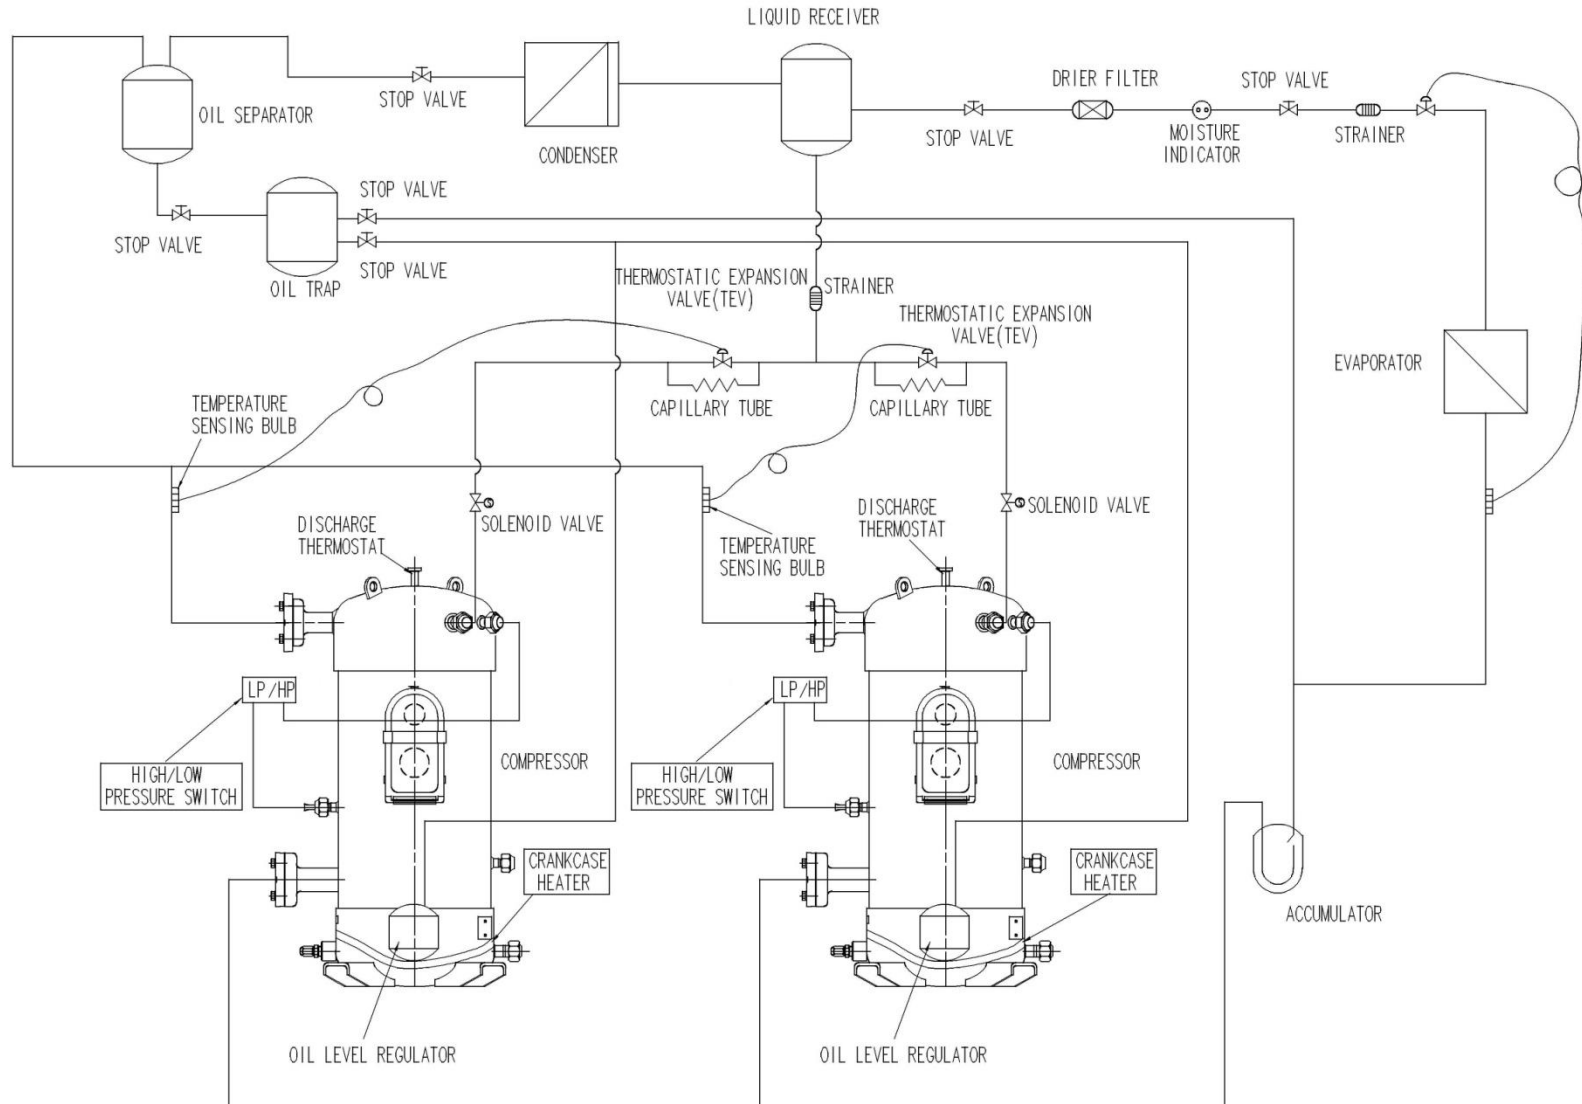 LIQUID RECEIVER
DRIER FILTER
STOP VALVE
STOP VALVE
OIL SEPARATOR
CONDENSER
STOP VALVE
MOISTURE
INDICATOR
STRAINER
STOP VALVE
STOP VALVE
STOP VALVE
OIL TRAP
THERMOSTATIC EXPANSION
VALVE(TEV)
STRAINER
THERMOSTATIC EXPANSION
VALVE(TEV)
EVAPORATOR
TEMPERATURE
SENSING BULB
CAPILLARY TUBE
CAPILLARY TUBE
DISCHARGE
THERMOSTAT
SOLENOID VALVE
TEMPERATURE
SENSING BULB
DISCHARGE
THERMOSTAT
SOLENOID VALVE
LP/HP
LP/HP
HIGH/LOW
PRESSURE SWITCH
COMPRESSOR
HIGH/LOW
PRESSURE SWITCH
COMPRESSOR
CRANKCASE
HEATER
CRANKCASE
HEATER
ACCUMULATOR
OIL LEVEL REGULATOR
OIL LEVEL REGULATOR